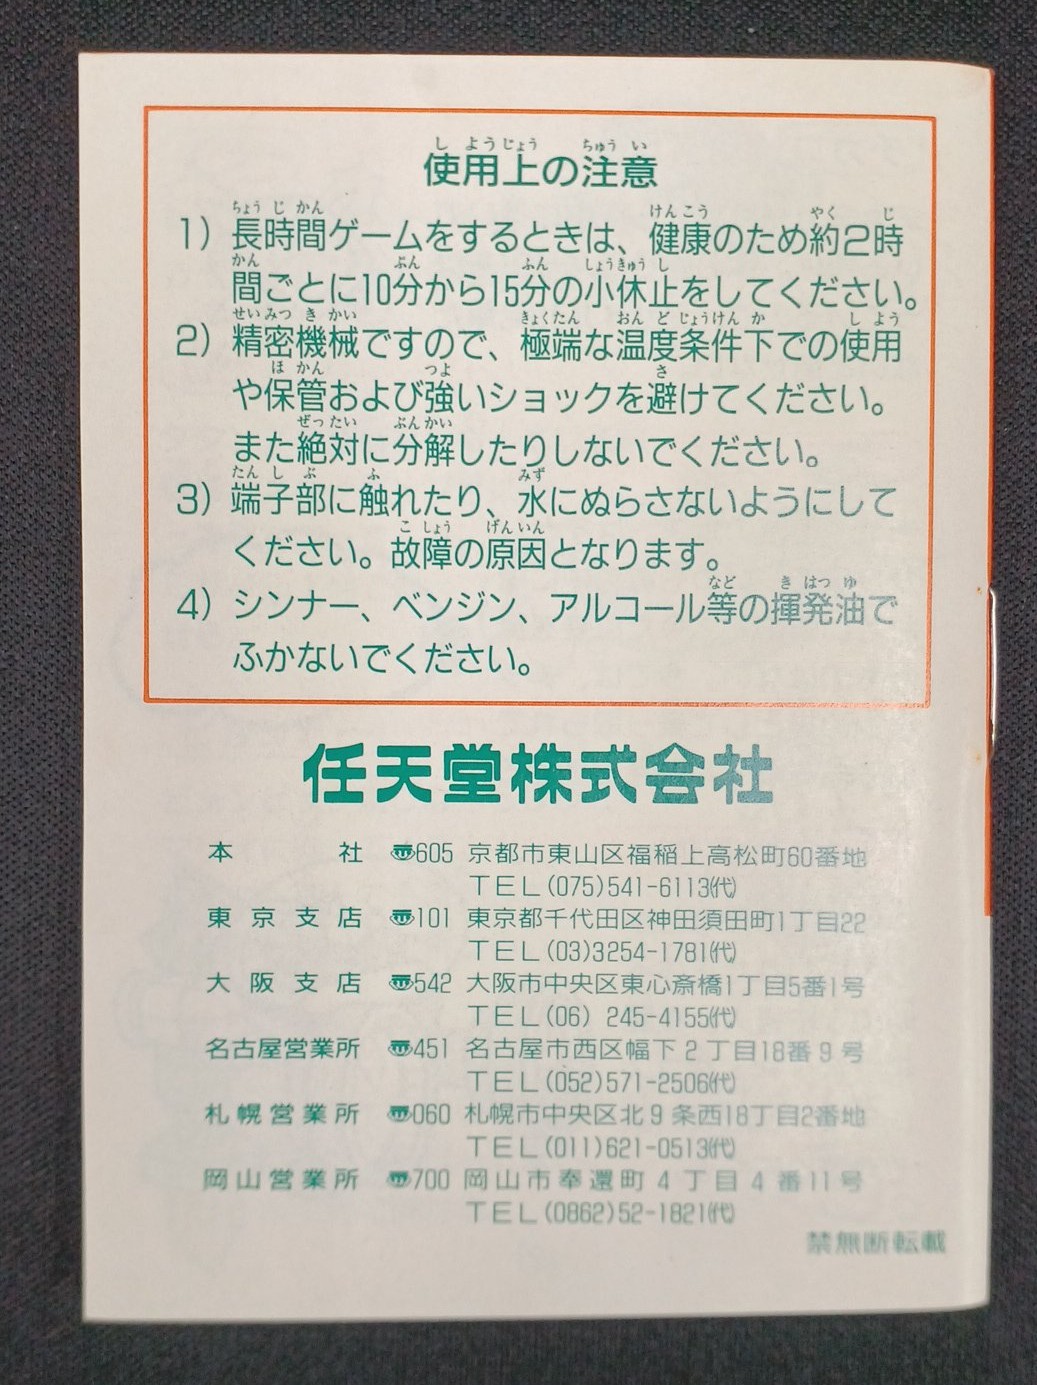 使用上の注意
1）長時間ゲームをするときは、健康のため約2時
間ごとに10分から15分の小休止をしてください。
2）精密機械ですので、極端な温度条件下での使用
や保管および強いショックを避けてください。
また絶対に分解したりしないでください。
3）端子部に触れたり、水にぬらさないようにして
ください。故障の原因となります。
4）シンナー、ベンジン、アルコール等の揮発油で
ふかないでください。
任天堂株式会社
本社 〠605 京都市東山区福稲上高松町60番地
TEL(075)541-6113㈹
東京支店 〠101 東京都千代田区神田須田町1丁目22
TEL(03)3254-1781㈹
大阪支店 〠542 大阪市中央区東心斎橋1丁目5番1号
TEL(06) 245-4155㈹
名古屋営業所 〠451 名古屋市西区幅下2丁目18番9号
TEL(052)571-2506㈹
札幌営業所 〠060 札幌市中央区北9条西18丁目2番地
TEL(011)621-0513㈹
岡山営業所 〠700 岡山市奉還町4丁目4番11号
TEL(0862)52-1821㈹
禁無断転載